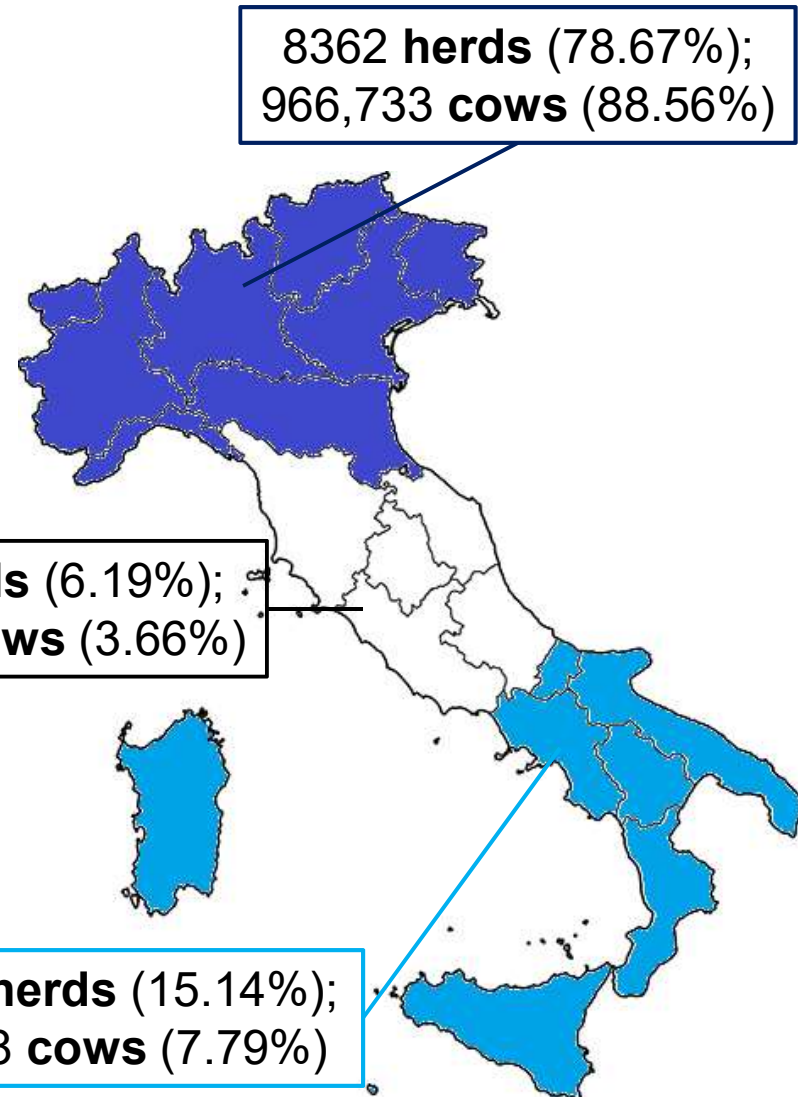 8362 herds (78.67%);
966,733 cows (88.56%)
(6.19%);
(3.66%)
herds (15.14%);
cows (7.79%)